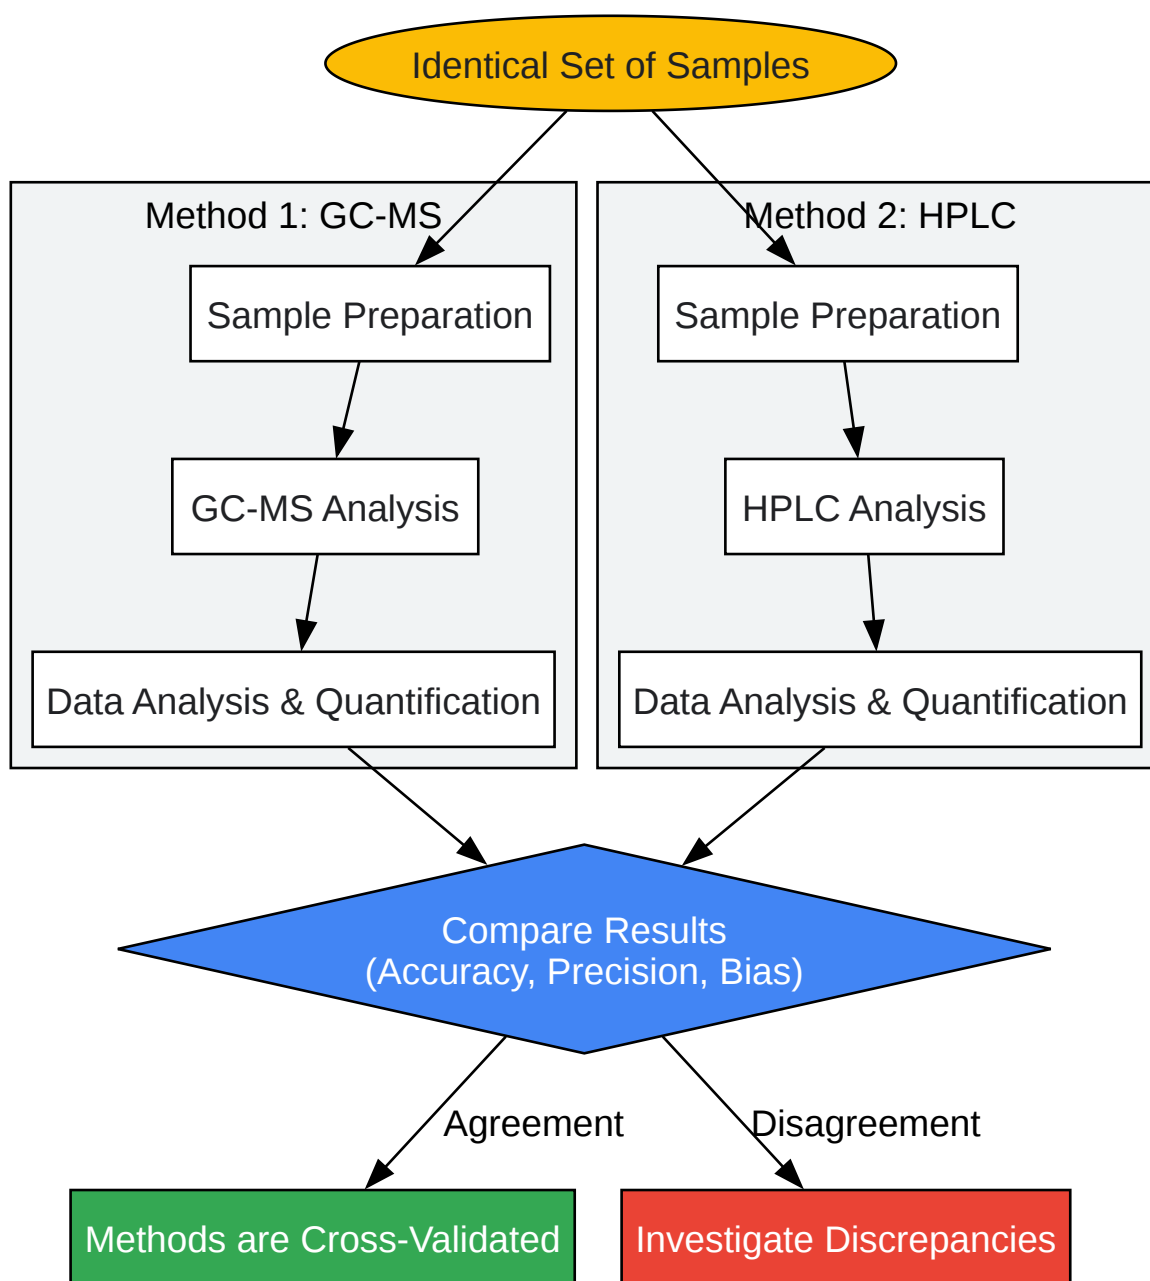 Identical Set of Samples
Method 1: GC-MS
Method 2: HPLC
Sample Preparation
Sample Preparation
GC-MS Analysis
HPLC Analysis
Data Analysis & Quantification
Data Analysis & Quantification
Compare Results
(Accuracy, Precision, Bias)
Agreement
Disagreement
Methods are Cross-Validated
Investigate Discrepancies